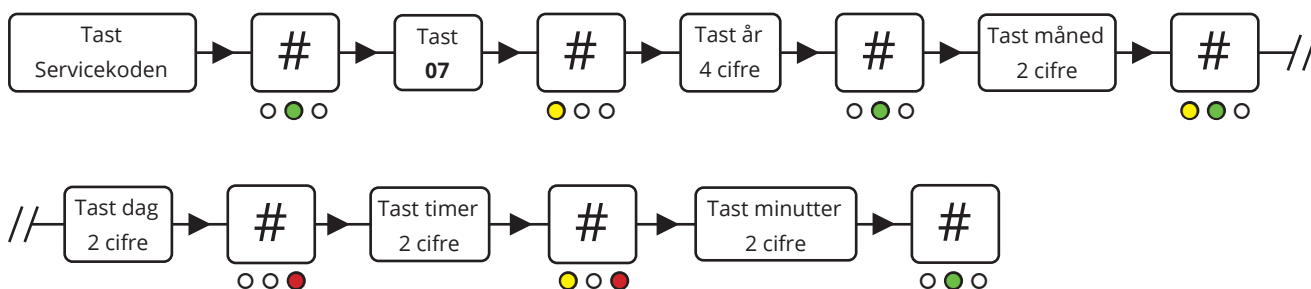 Tast
Servicekoden
#
Tast
07
#
Tast år
4 cifre
#
Tast måned
2 cifre
#
//
//
Tast dag
2 cifre
#
Tast timer
2 cifre
#
Tast minutter
2 cifre
#